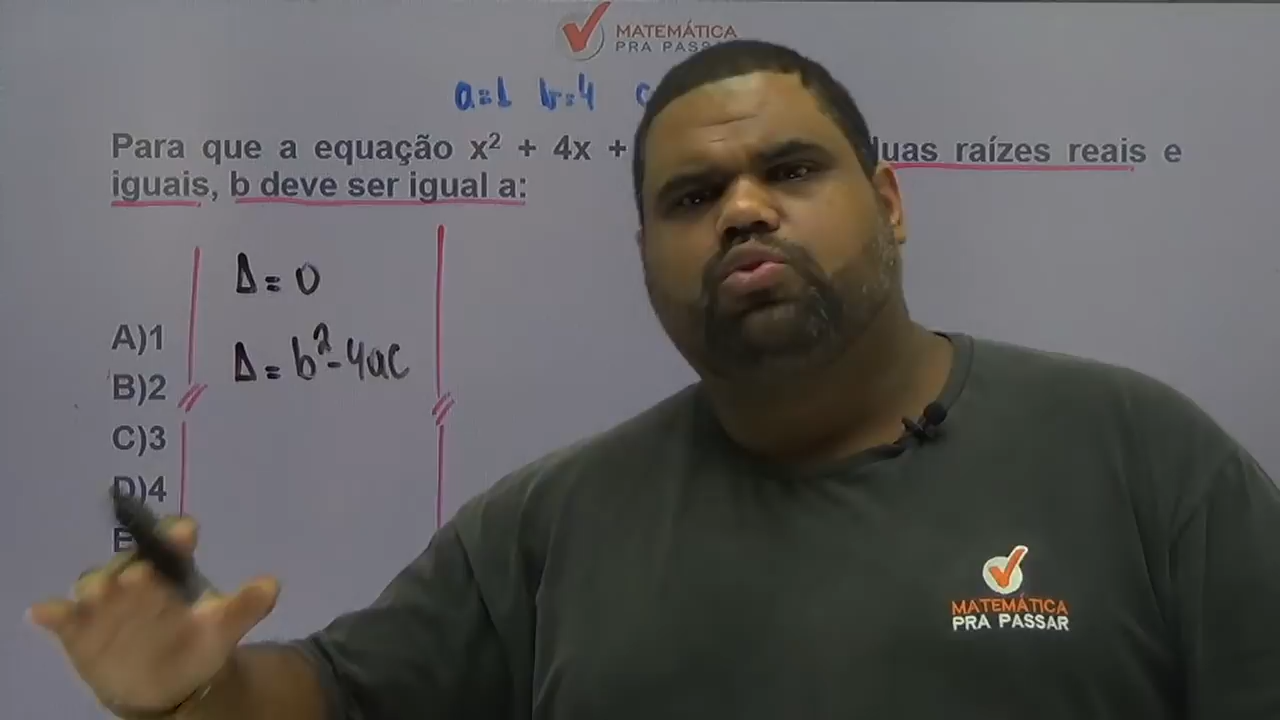 MATEMÁTICA
PRA PASSAR
a=1 b=4 c
Para que a equação x² + 4x + duas raízes reais e
iguais, b deve ser igual a:
Δ = 0
A)1
Δ = b² - 4ac
B)2
C)3
D)4
E
MATEMÁTICA
PRA PASSAR